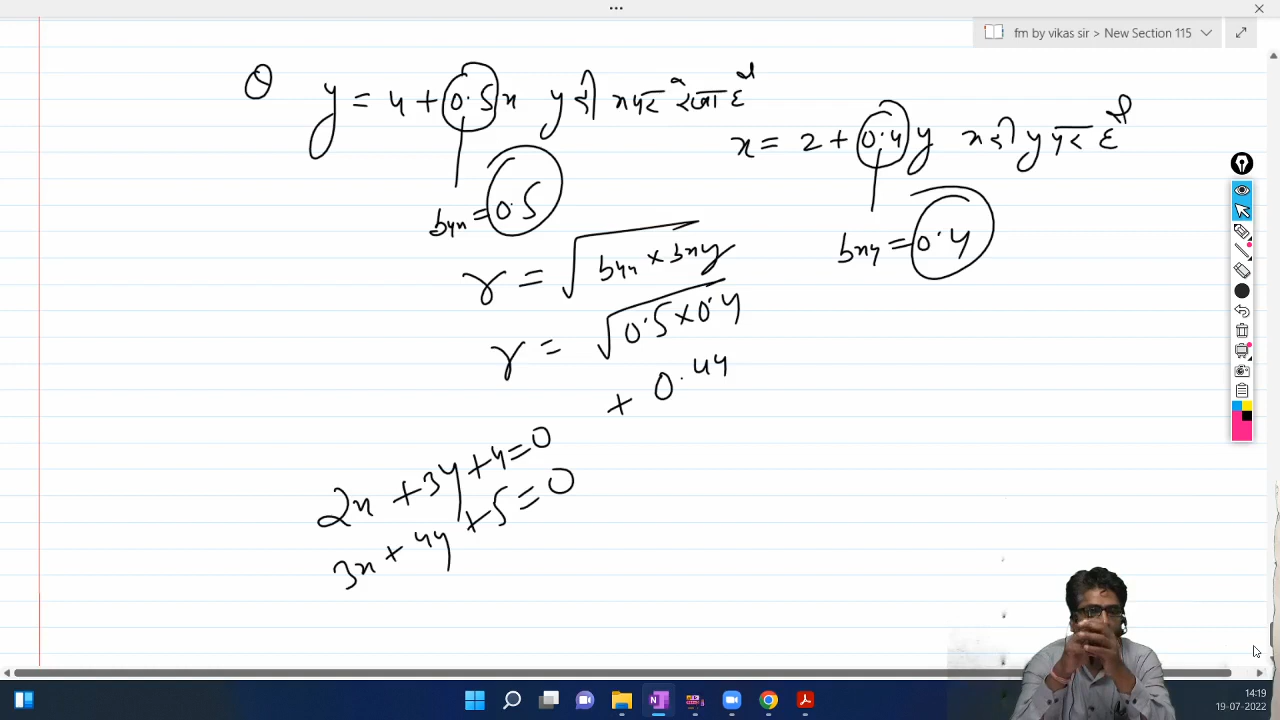 fm by vikas sir > New Section 115
y = 4 + 0.5x y की x पर रेखा है
x = 2 + 0.4y x की y पर है
byx = 0.5
bxy = 0.4
r = √byx × bxy
r = √0.5×0.4
+ 0.44
2x + 3y + 4 = 0
3x + 4y + 5 = 0
14:19
19-07-2022